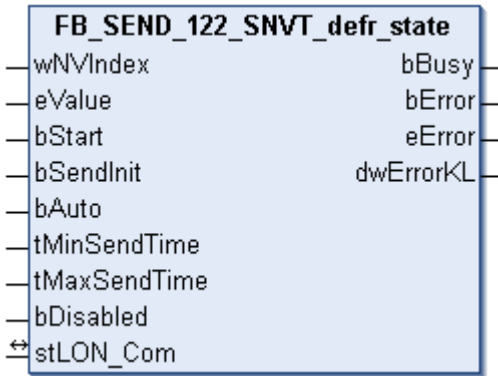 FB_SEND_122_SNVT_defr_state
wNVIndex bBusy
eValue bError
bStart eError
bSendInit dwErrorKL
bAuto
tMinSendTime
tMaxSendTime
bDisabled
stLON_Com